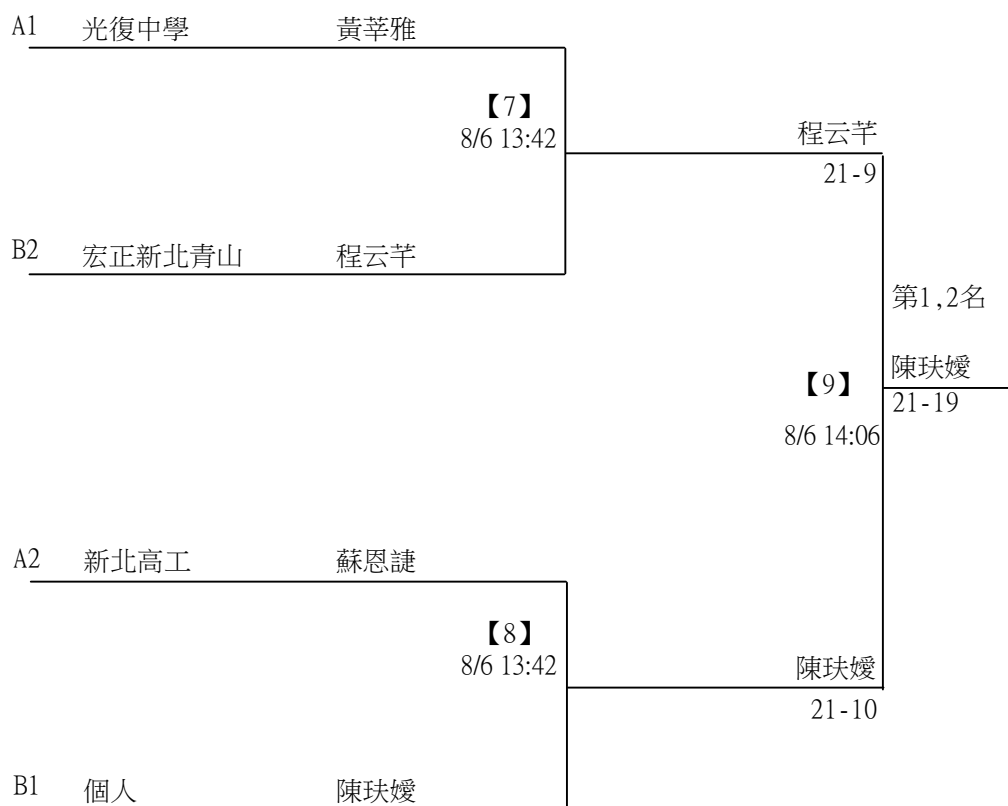 A1 光復中學 黃莘雅
【7】
8/6 13:42
程云芊
21-9
B2 宏正新北青山 程云芊
第1,2名
陳玞嫒
【9】
21-19
8/6 14:06
A2 新北高工 蘇恩誱
【8】
8/6 13:42
陳玞嫒
21-10
B1 個人 陳玞嫒